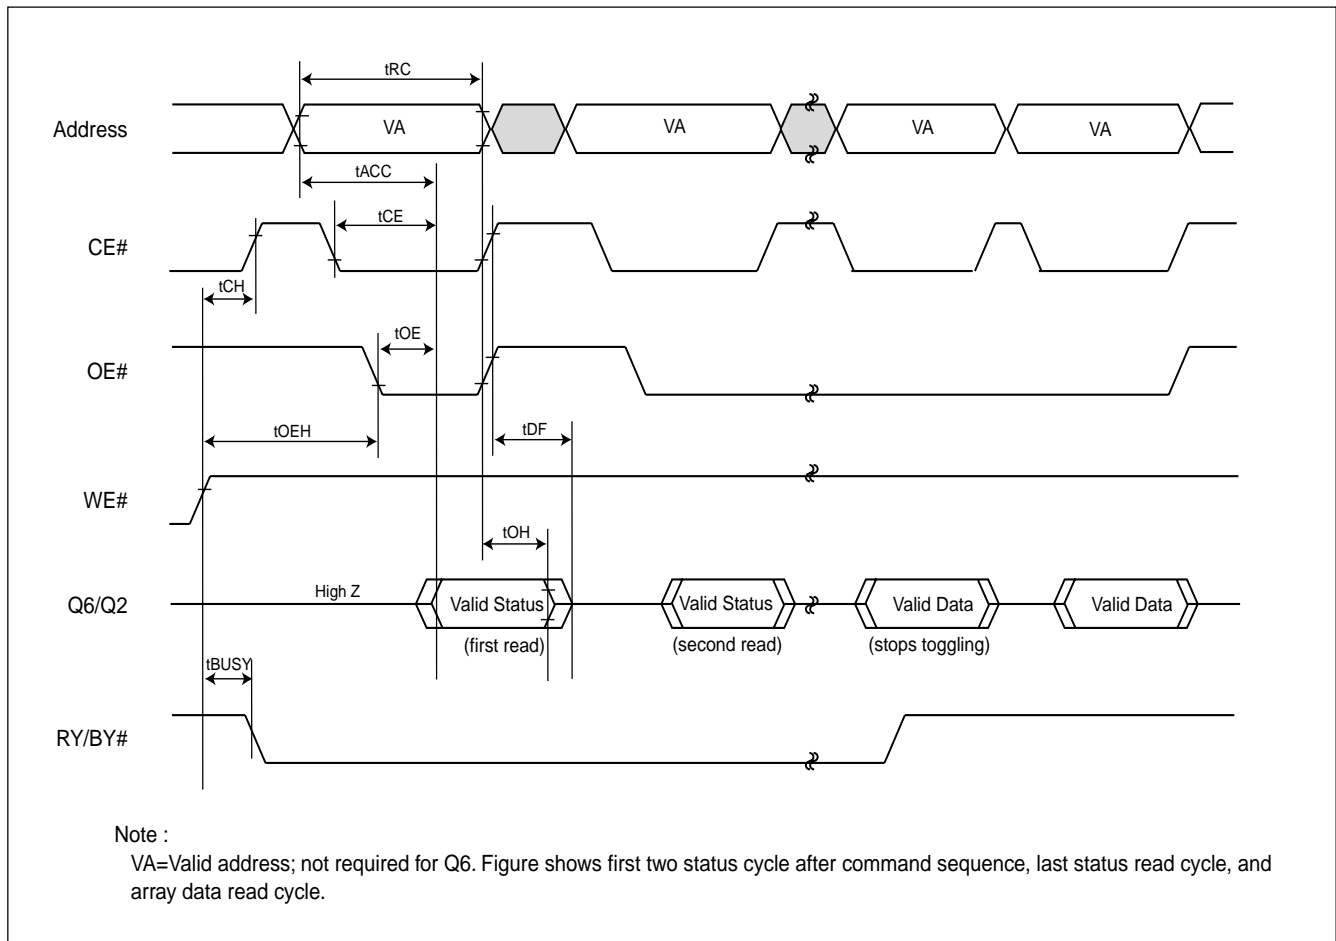 tRC
Address
VA
VA
VA
VA
tACC
tCE
CE#
tCH
tOE
OE#
tOEH
tDF
WE#
tOH
Q6/Q2
High Z
Valid Status
Valid Status
Valid Data
Valid Data
(first read)
(second read)
(stops toggling)
tBUSY
RY/BY#
Note :
VA=Valid address; not required for Q6. Figure shows first two status cycle after command sequence, last status read cycle, and
array data read cycle.